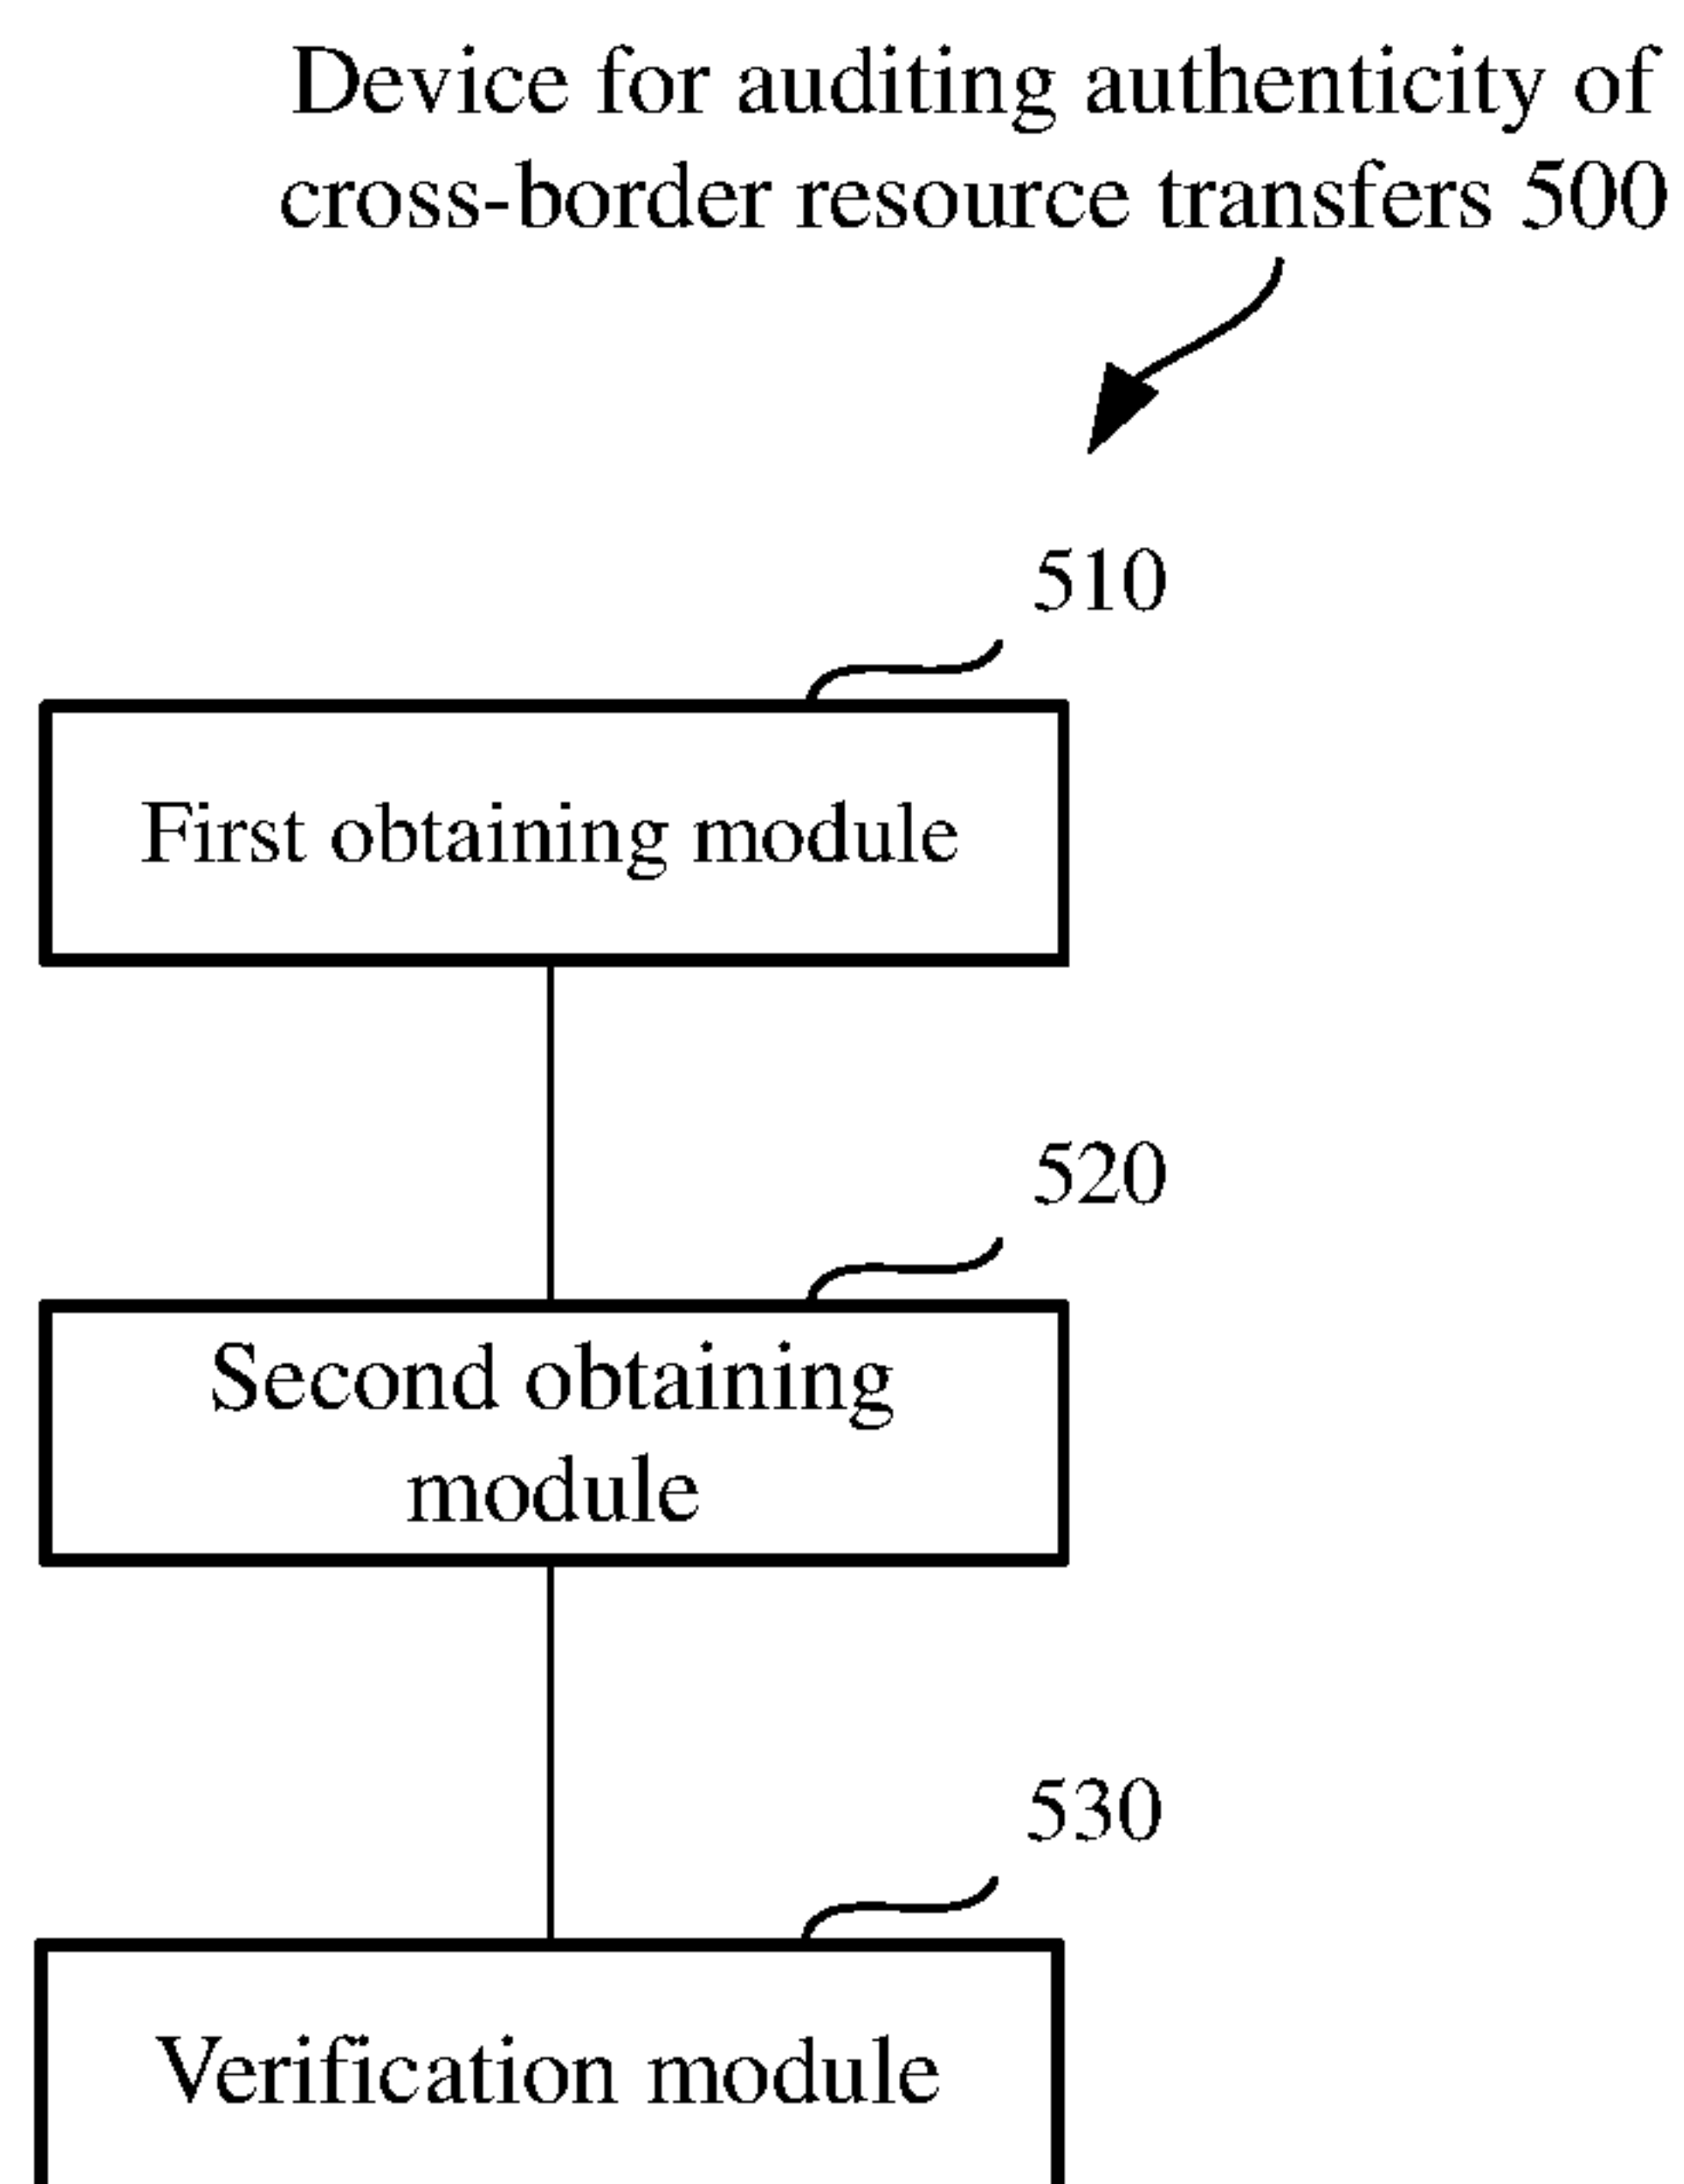 Device for auditing authenticity of
cross-border resource transfers 500
510
First obtaining module
520
Second obtaining
module
530
Verification module